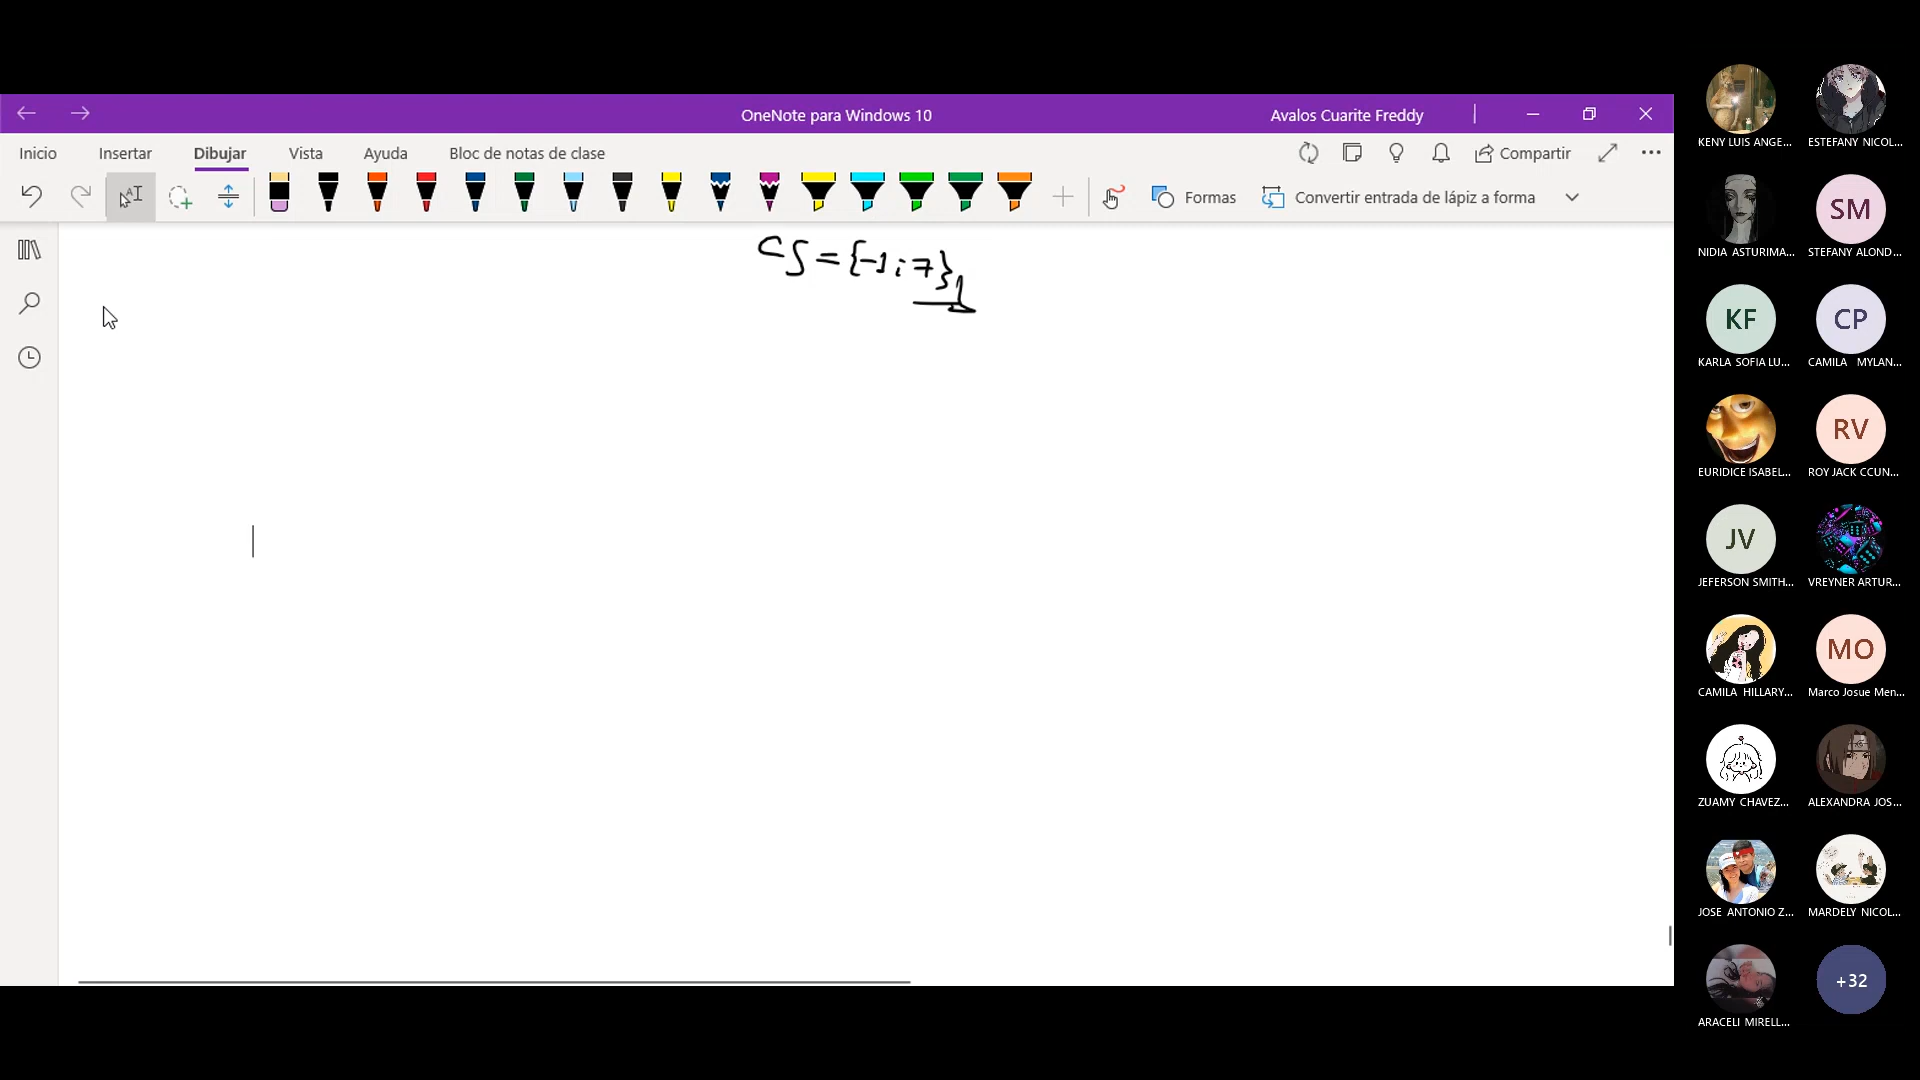 OneNote para Windows 10
Avalos Cuarite Freddy
Inicio Insertar Dibujar Vista Ayuda Bloc de notas de clase
Compartir
Formas
Convertir entrada de lápiz a forma
CS = {-1; 7}
KENY LUIS ANGE... ESTEFANY NICOL...
SM
NIDIA ASTURIMA... STEFANY ALOND...
KF CP
KARLA SOFIA LU... CAMILA MYLAN...
RV
EURIDICE ISABEL... ROY JACK CCUN...
JV
JEFERSON SMITH... VREYNER ARTUR...
MO
CAMILA HILLARY... Marco Josue Men...
ZUAMY CHAVEZ... ALEXANDRA JOS...
JOSE ANTONIO Z... MARDELY NICOL...
+32
ARACELI MIRELL...